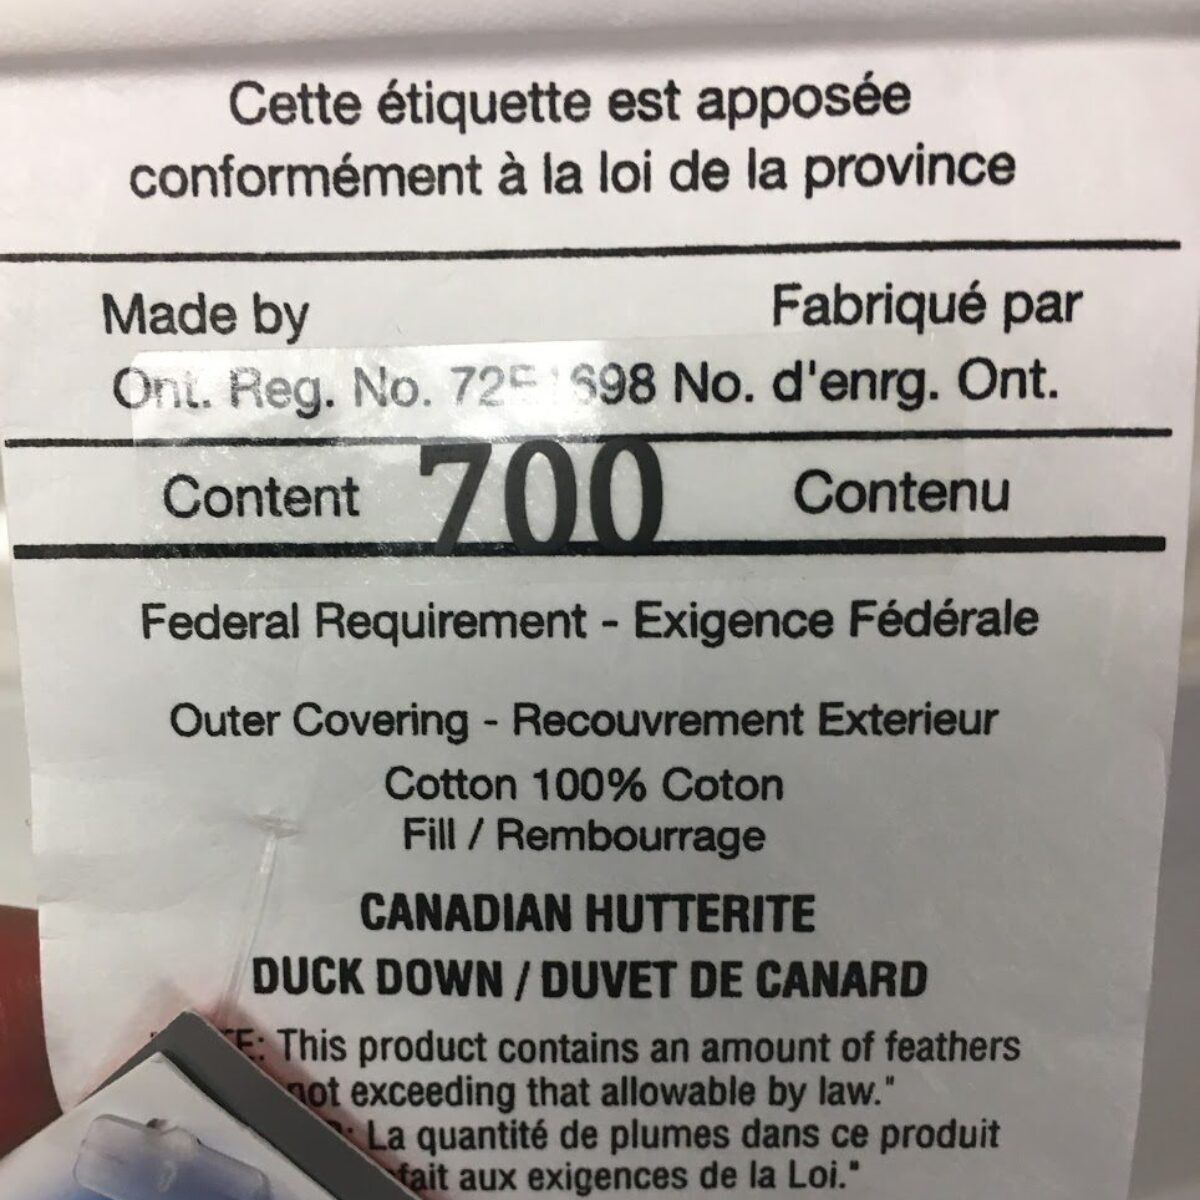 Cette étiquette est apposée
conformément à la loi de la province
Made by Fabriqué par
Ont. Reg. No. No. d'enrg. Ont.
Content 700 Contenu
Federal Requirement - Exigence Fédérale
Outer Covering - Recouvrement Exterieur
Cotton 100% Coton
Fill / Rembourrage
CANADIAN HUTTERITE
DUCK DOWN / DUVET DE CANARD
This product contains an amount of feathers
not exceeding that allowable by law."
La quantité de plumes dans ce produit
aux exigences de la Loi."